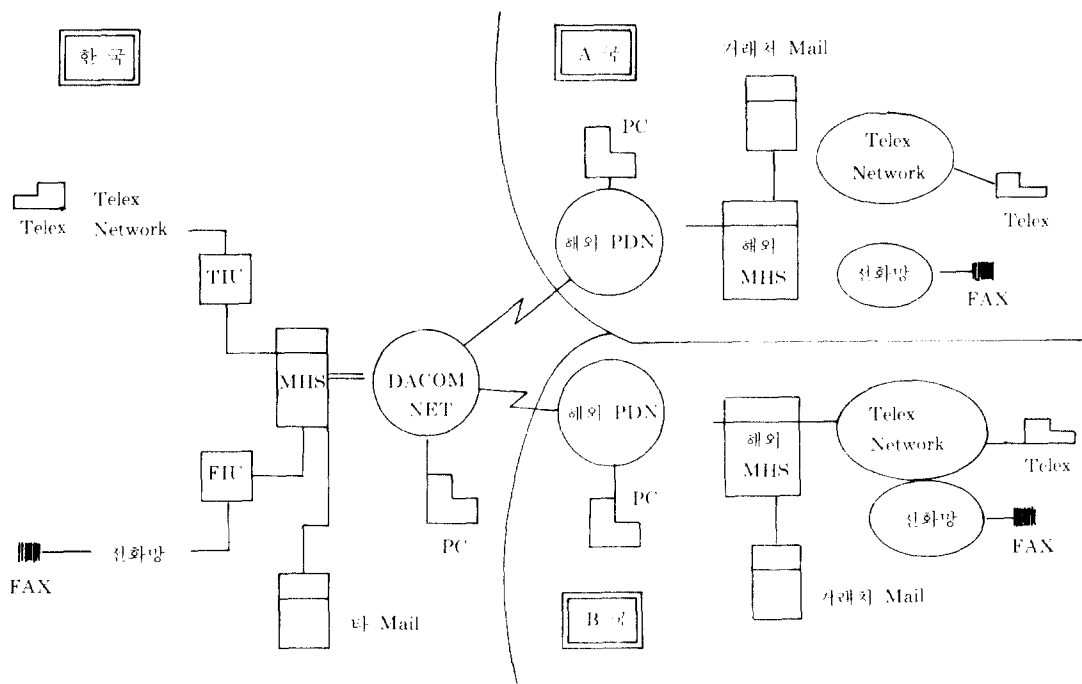 한 국
A 국
거래처 Mail
PC
Telex
Network
Telex
Telex
Network
Telex
TIU
해외 PDN
해외
MHS
전화망
FAX
MHS
DACOM
NET
해외 PDN
Telex
Network
해외
MHS
Telex
FIU
PC
PC
전화망
FAX
전화망
FAX
타 Mail
B 국
거래처 Mail